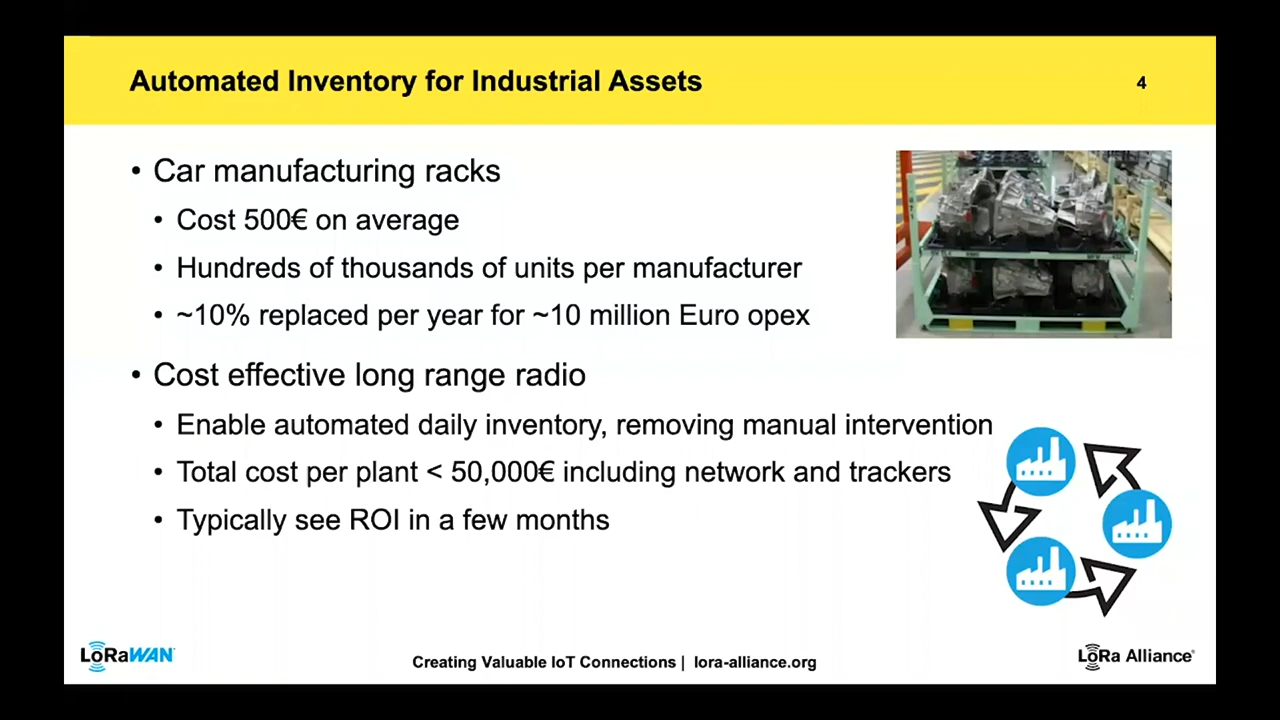 Automated Inventory for Industrial Assets
4
• Car manufacturing racks
• Cost 500€ on average
• Hundreds of thousands of units per manufacturer
• ~10% replaced per year for ~10 million Euro opex
• Cost effective long range radio
• Enable automated daily inventory, removing manual intervention
• Total cost per plant < 50,000€ including network and trackers
• Typically see ROI in a few months
LoRaWAN
Creating Valuable IoT Connections | lora-alliance.org
LoRa Alliance®